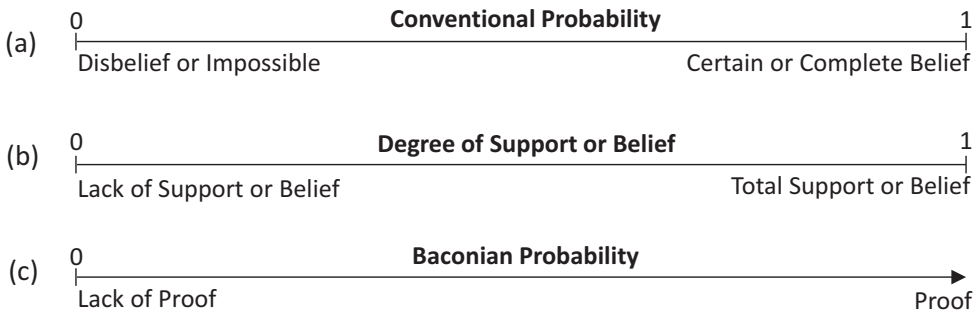 Conventional Probability
(a) 0 1
Disbelief or Impossible Certain or Complete Belief
Degree of Support or Belief
(b) 0 1
Lack of Support or Belief Total Support or Belief
Baconian Probability
(c) 0
Lack of Proof Proof